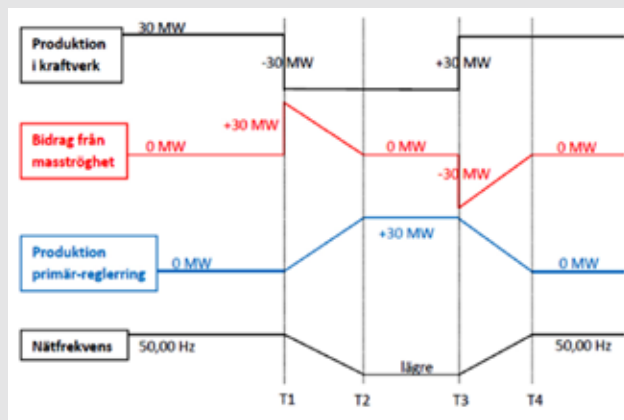 Produktion
i kraftverk
30 MW
-30 MW
+30 MW
Bidrag från
masströghet
0 MW
+30 MW
0 MW
-30 MW
0 MW
Produktion
primär-reglerring
0 MW
+30 MW
0 MW
Nätfrekvens
50,00 Hz
lägre
50,00 Hz
T1
T2
T3
T4